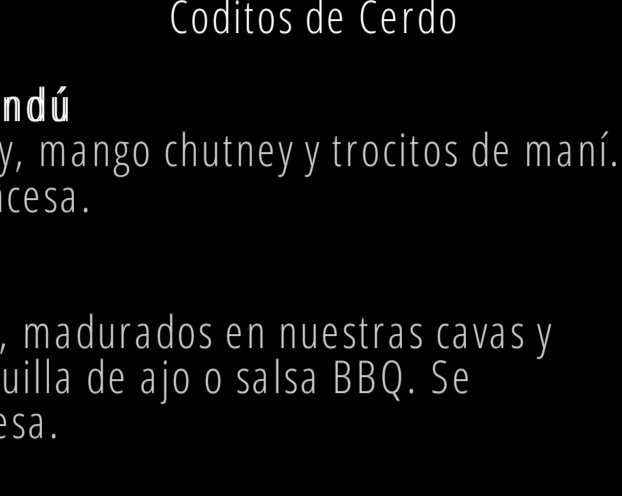 Coditos de Cerdo
ndú
y, mango chutney y trocitos de maní.
cesa.
, madurados en nuestras cavas y
uilla de ajo o salsa BBQ. Se
esa.